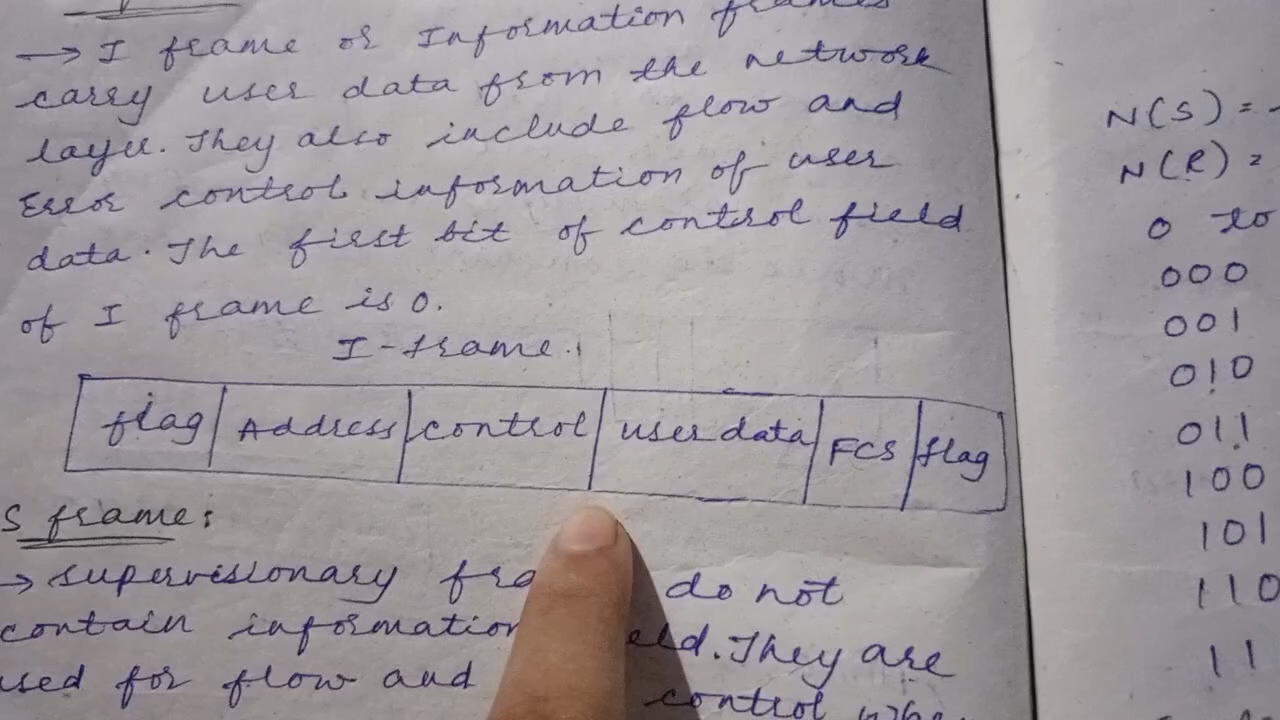 → I frame or Information frames
carry user data from the network
layer. They also include flow and
Error control information of user
data. The first bit of control field
of I frame is 0.
I-frame.
flag Address control user data FCS flag
S frame:
→ supervisionary do not
contain information They are
used for flow and control
N(S) =
N(R) =
0 to
000
001
010
011
100
101
110
11